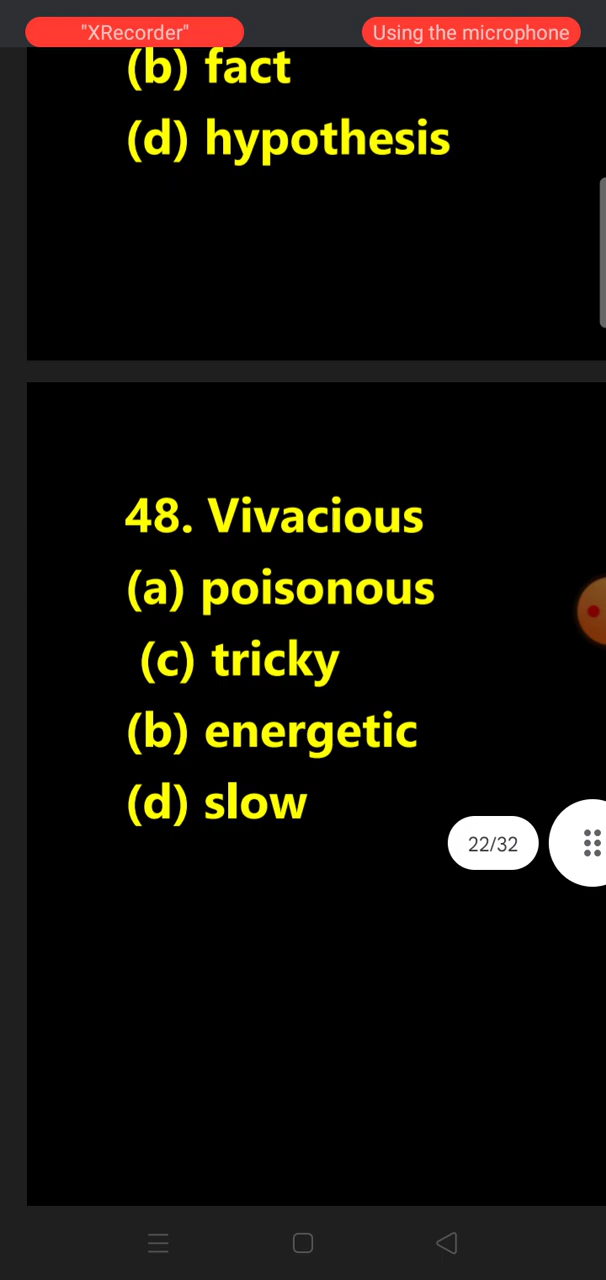 "XRecorder"
Using the microphone
(b) fact
(d) hypothesis
48. Vivacious
(a) poisonous
(c) tricky
(b) energetic
(d) slow
22/32